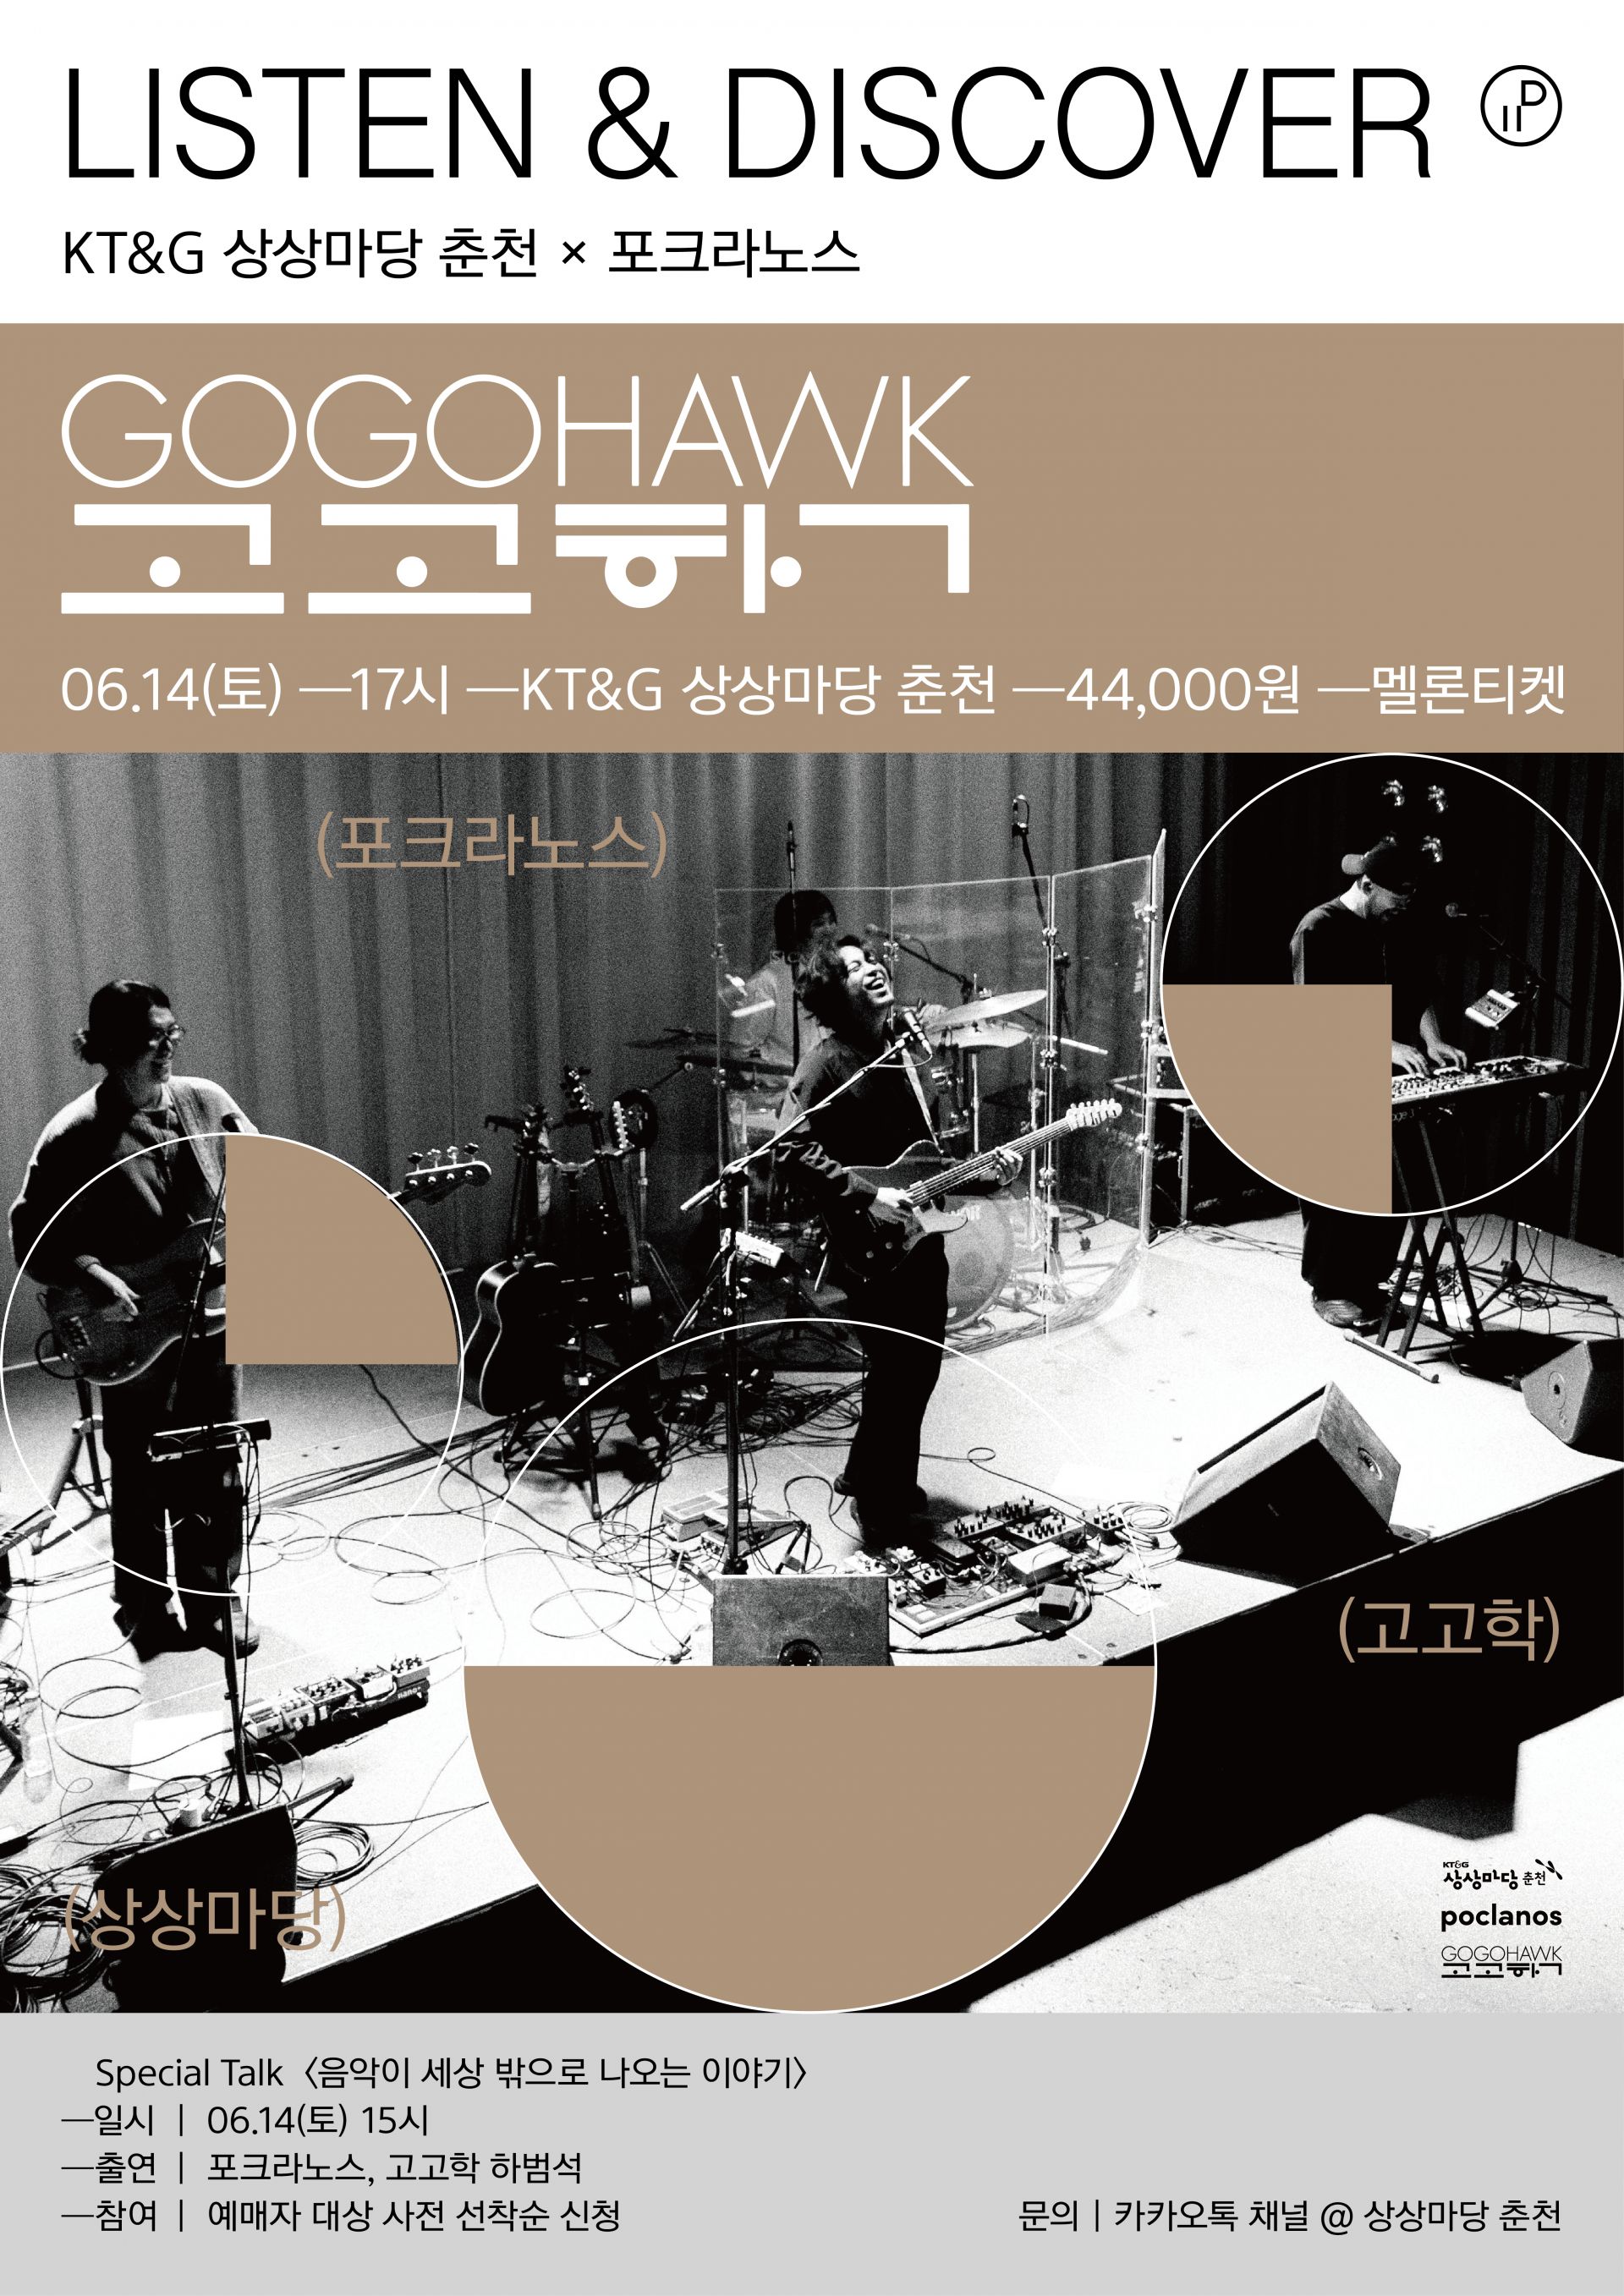 LISTEN & DISCOVER
KT&G 상상마당 춘천 × 포크라노스
GOGOHAWK
고고학
06.14(토) —17시 —KT&G 상상마당 춘천 —44,000원 —멜론티켓
(포크라노스)
(고고학)
(상상마당)
KT&G
상상마당 춘천
poclanos
GOGOHAWK
고고학
Special Talk 〈음악이 세상 밖으로 나오는 이야기〉
—일시 | 06.14(토) 15시
—출연 | 포크라노스, 고고학 하범석
—참여 | 예매자 대상 사전 선착순 신청
문의 | 카카오톡 채널 @ 상상마당 춘천